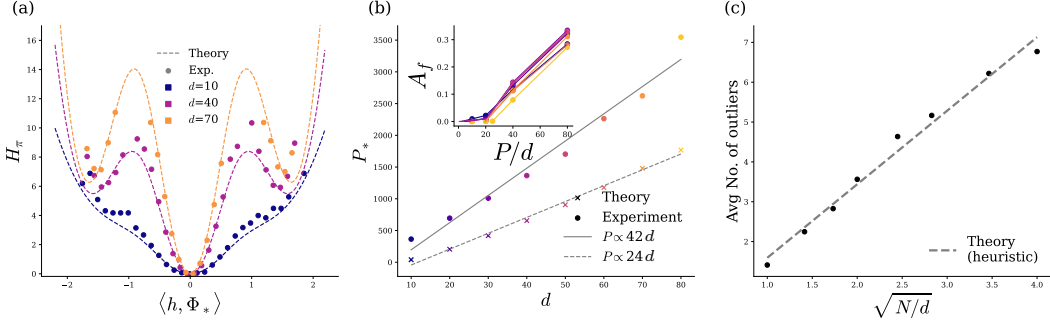 (a)
16
14
12
10
8
6
4
2
0
H_π
Theory
Exp.
d=10
d=40
d=70
−2
−1
0
1
2
⟨h, Φ_*⟩
(b)
3500
3000
2500
2000
1500
1000
500
0
P_*
0.3
0.2
0.1
0.0
A_f
0
20
40
60
80
P/d
Theory
Experiment
P∝42d
P∝24d
10
20
30
40
50
60
70
80
d
(c)
7
6
5
4
3
2
Avg No. of outliers
Theory
(heuristic)
1.0
1.5
2.0
2.5
3.0
3.5
4.0
√N/d